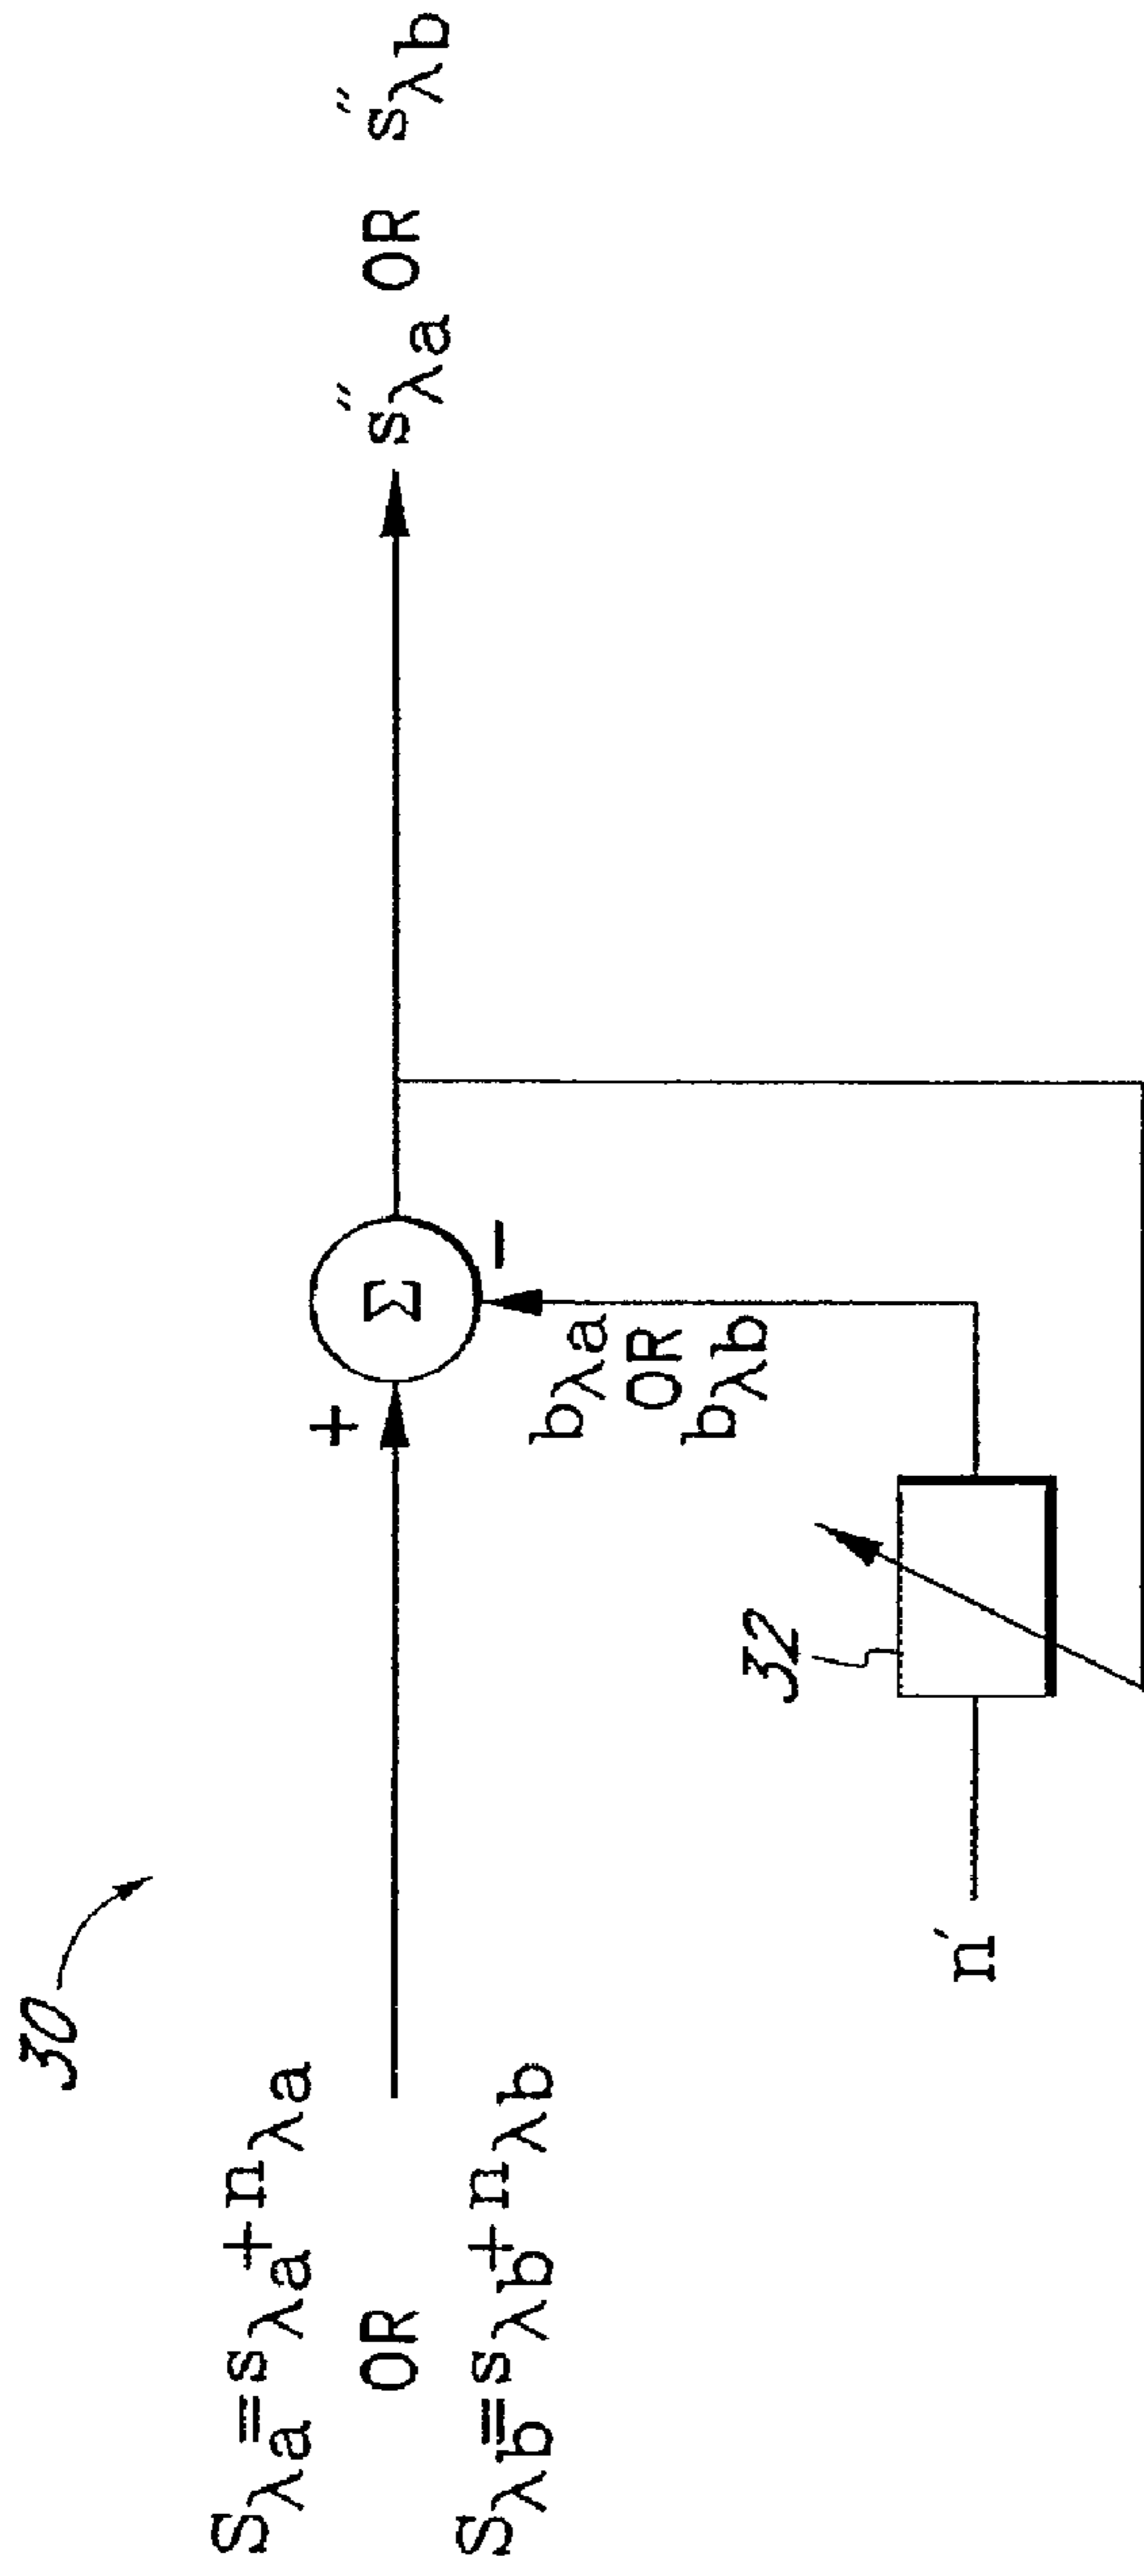 30
S_λa=s_λa+n_λa
OR
S_λb=s_λb+n_λb
+
Σ
−
s″_λa OR s″_λb
b_λa
OR
b_λb
32
n′